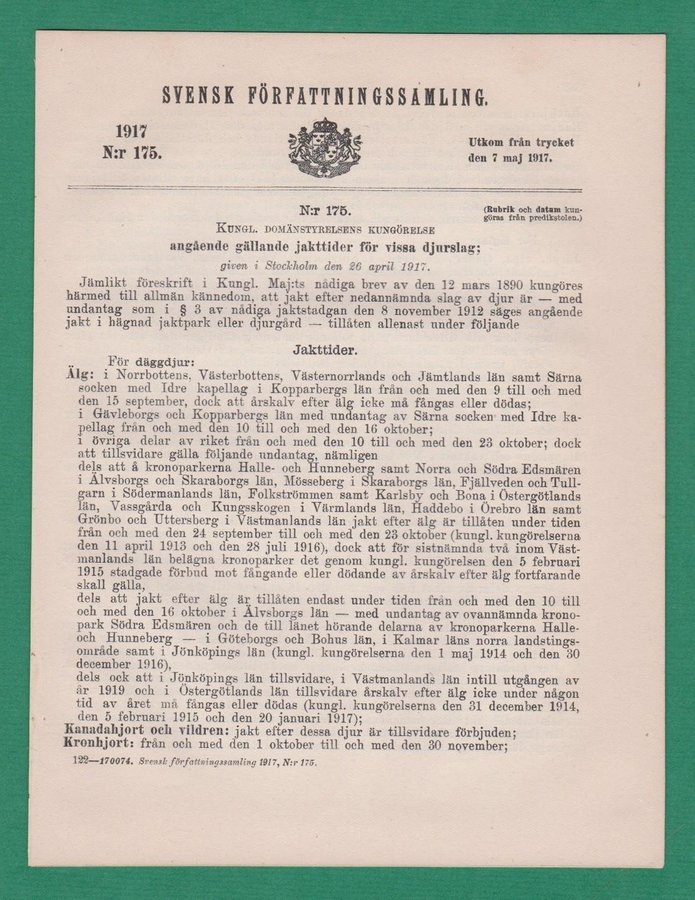 SVENSK FÖRFATTNINGSSAMLING.
1917
N:r 175.
Utkom från trycket
den 7 maj 1917.
N:r 175.
(Rubrik och datum kun-
göras från predikstolen.)
KUNGL. DOMÄNSTYRELSENS KUNGÖRELSE
angående gällande jakttider för vissa djurslag;
given i Stockholm den 26 april 1917.
Jämlikt föreskrift i Kungl. Maj:ts nådiga brev av den 12 mars 1890 kungöres
härmed till allmän kännedom, att jakt efter nedannämnda slag av djur är — med
undantag som i § 3 av nådiga jaktstadgan den 8 november 1912 säges angående
jakt i hägnad jaktpark eller djurgård — tillåten allenast under följande
Jakttider.
För däggdjur:
Älg: i Norrbottens, Västerbottens, Västernorrlands och Jämtlands län samt Särna
socken med Idre kapellag i Kopparbergs län från och med den 9 till och med
den 15 september, dock att årskalv efter älg icke må fångas eller dödas;
i Gävleborgs och Kopparbergs län med undantag av Särna socken med Idre ka-
pellag från och med den 10 till och med den 16 oktober;
i övriga delar av riket från och med den 10 till och med den 23 oktober; dock
att tillsvidare gälla följande undantag, nämligen
dels att å kronoparkerna Halle- och Hunneberg samt Norra och Södra Edsmären
i Älvsborgs och Skaraborgs län, Mösseberg i Skaraborgs län, Fjällveden och Tull-
garn i Södermanlands län, Folkströmmen samt Karlsby och Bona i Östergötlands
län, Vassgårda och Kungsskogen i Värmlands län, Haddebo i Örebro län samt
Grönbo och Uttersberg i Västmanlands län jakt efter älg är tillåten under tiden
från och med den 24 september till och med den 23 oktober (kungl. kungörelserna
den 11 april 1913 och den 28 juli 1916), dock att för sistnämnda två inom Väst-
manlands län belägna kronoparker det genom kungl. kungörelsen den 5 februari
1915 stadgade förbud mot fångande eller dödande av årskalv efter älg fortfarande
skall gälla,
dels att jakt efter älg är tillåten endast under tiden från och med den 10 till
och med den 16 oktober i Älvsborgs län — med undantag av ovannämnda krono-
park Södra Edsmären och de till länet hörande delarna av kronoparkerna Halle-
och Hunneberg — i Göteborgs och Bohus län, i Kalmar läns norra landstings-
område samt i Jönköpings län (kungl. kungörelserna den 1 maj 1914 och den 30
december 1916),
dels ock att i Jönköpings län tillsvidare, i Västmanlands län intill utgången av
år 1919 och i Östergötlands län tillsvidare årskalv efter älg icke under någon
tid av året må fångas eller dödas (kungl. kungörelserna den 31 december 1914,
den 5 februari 1915 och den 20 januari 1917);
Kanadahjort och vildren: jakt efter dessa djur är tillsvidare förbjuden;
Kronhjort: från och med den 1 oktober till och med den 30 november;
122—170074. Svensk författningssamling 1917, N:r 175.